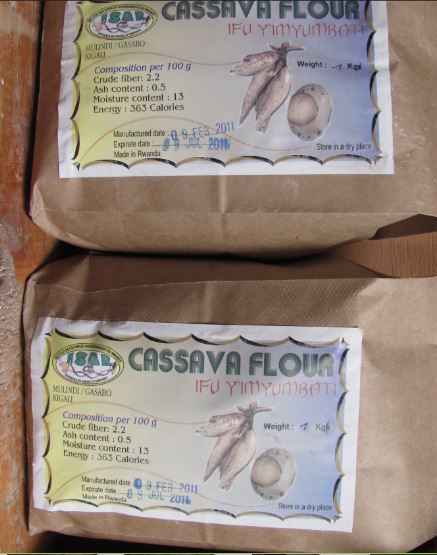 ISAE
CASSAVA FLOUR
IFU Y'IMYUMBATI
MULINDI / GASABO
KIGALI
Composition per 100 g
Crude fiber: 2.2
Ash content : 0.5
Moisture content : 13
Energy : 363 Calories
Weight : 1 Kgs
Manufactured date : 09 FEB 2011
Expirate date : 09 JUL 2011
Made in Rwanda
Store in a dry place
ISAE
CASSAVA FLOUR
IFU Y'IMYUMBATI
MULINDI / GASABO
KIGALI
Composition per 100 g
Crude fiber: 2.2
Ash content : 0.5
Moisture content : 13
Energy : 363 Calories
Weight : 1 Kgs
Manufactured date 09 FEB 2011
Expirate date : 09 JUL 2011
Made in Rwanda
Store in a dry place